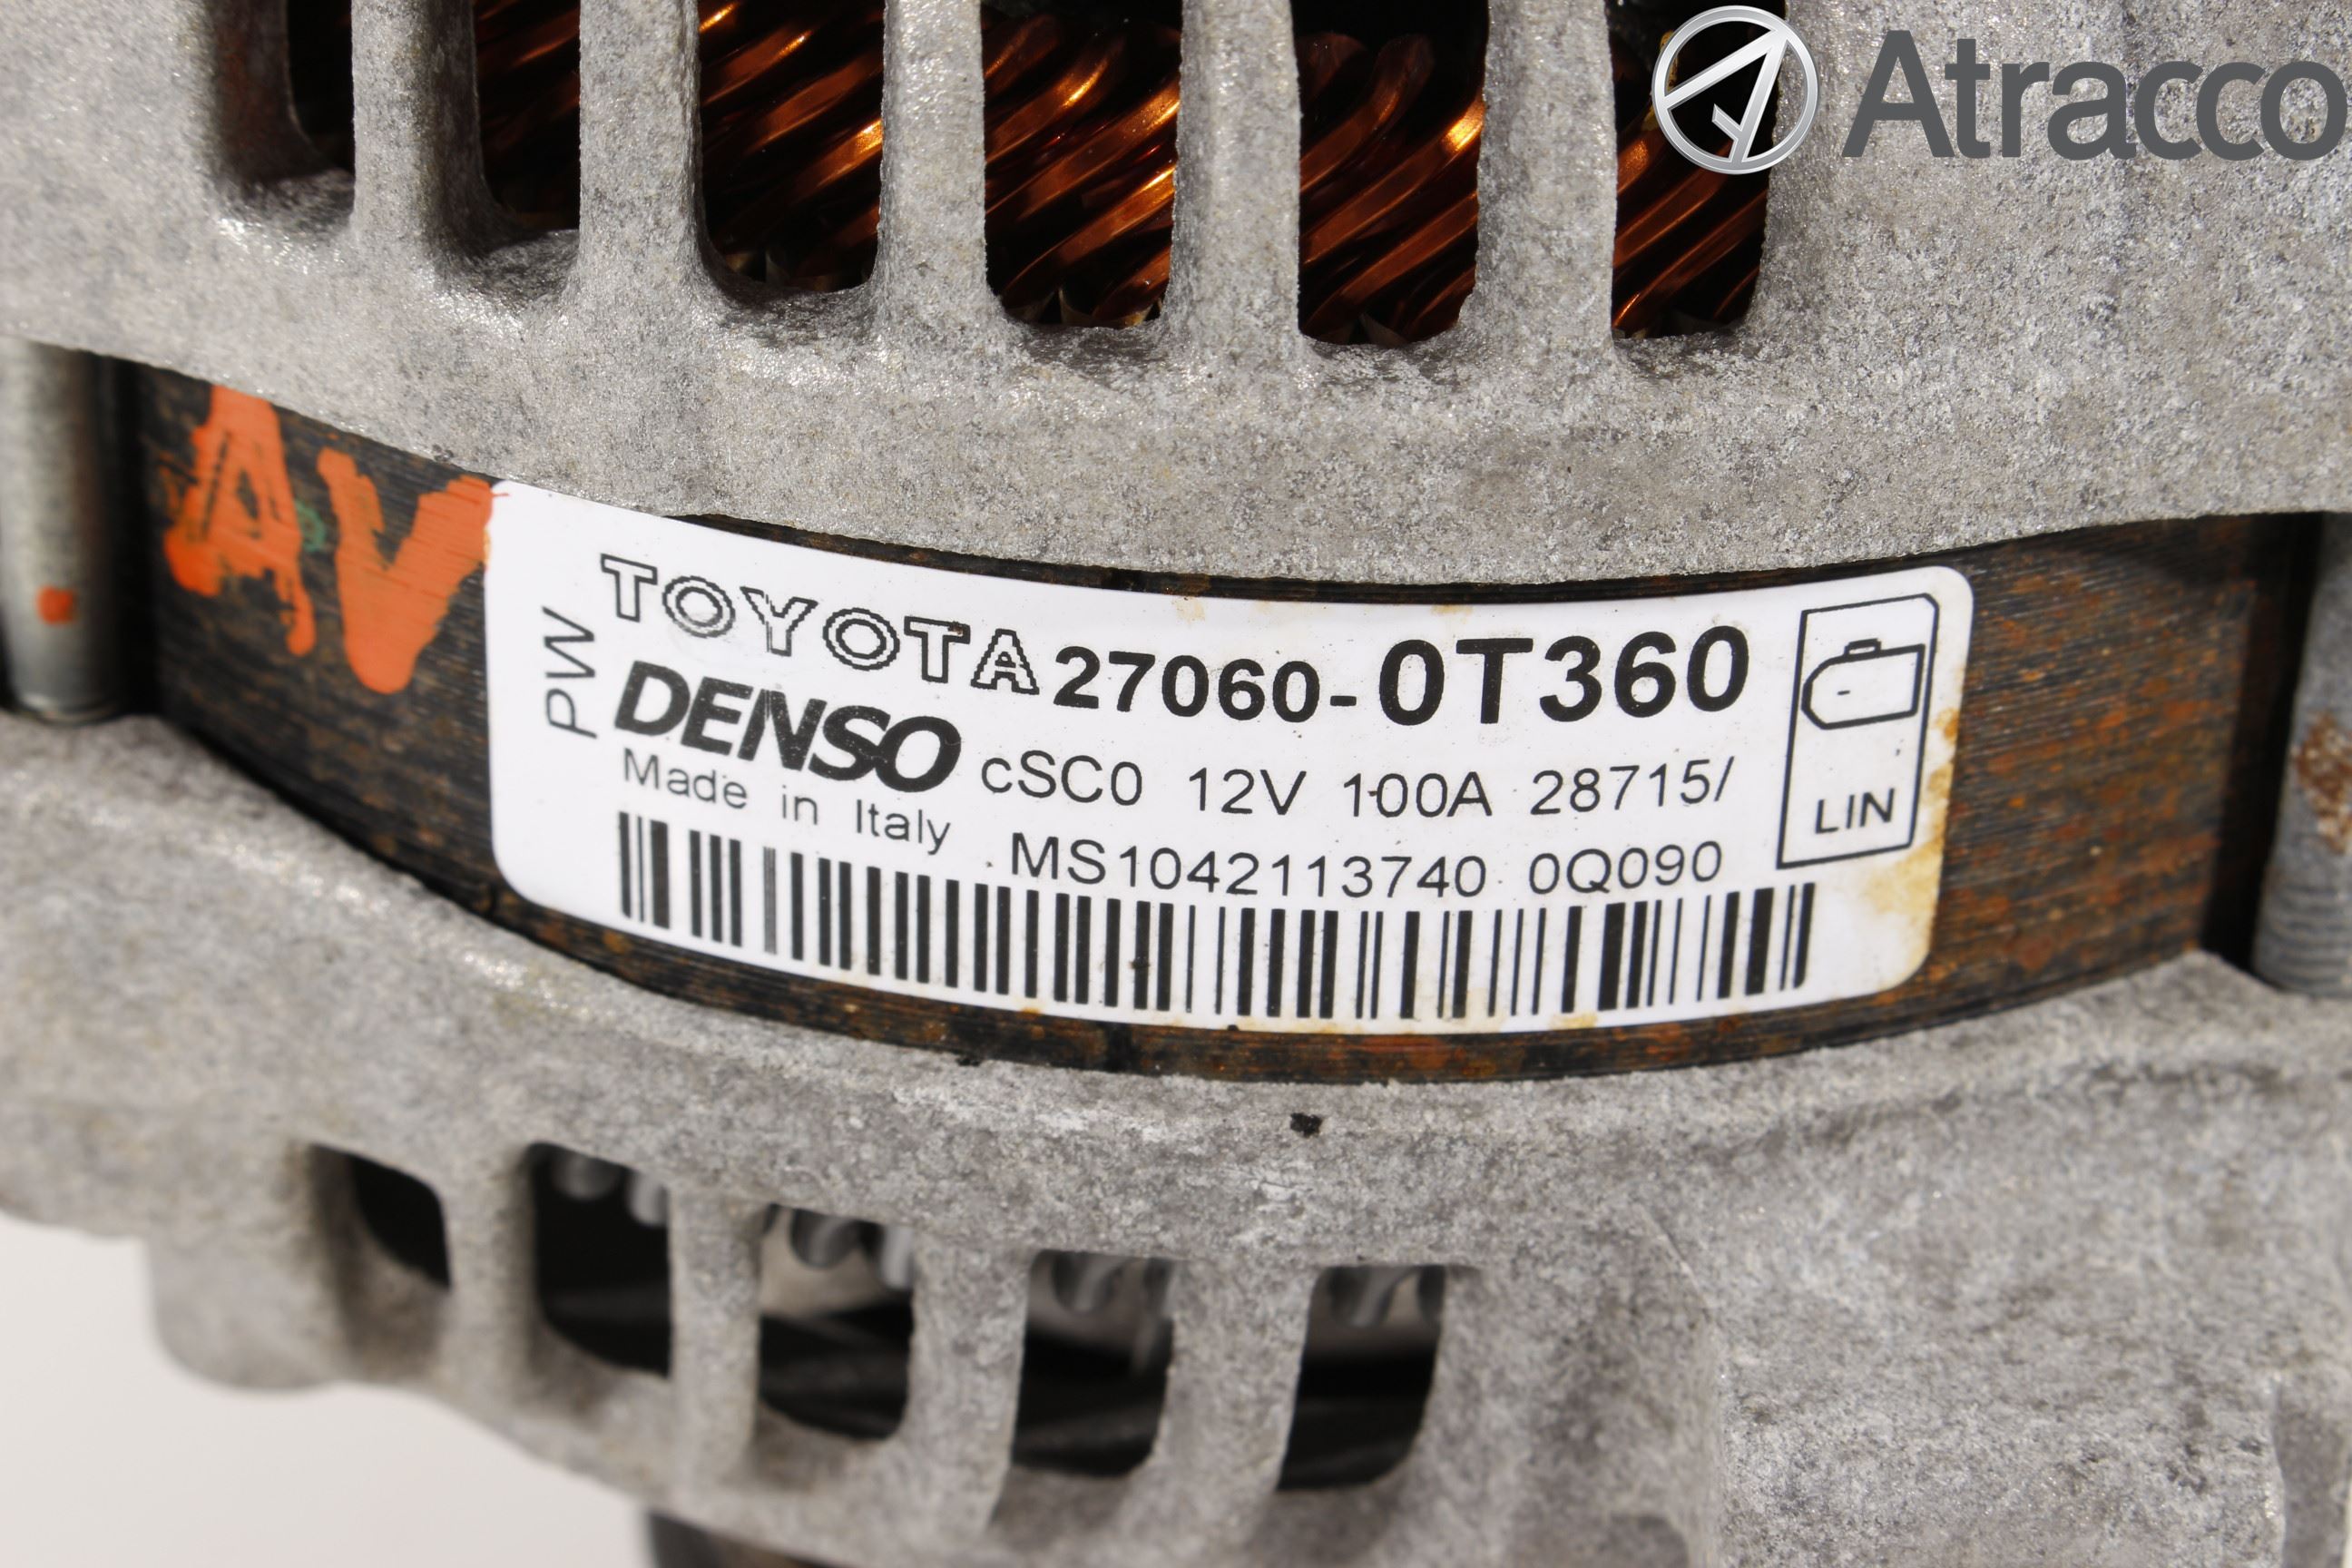 Atracco
AV
PW
TOYOTA 27060-0T360
DENSO cSC0 12V 100A 28715/
Made in Italy MS1042113740 0Q090
LIN